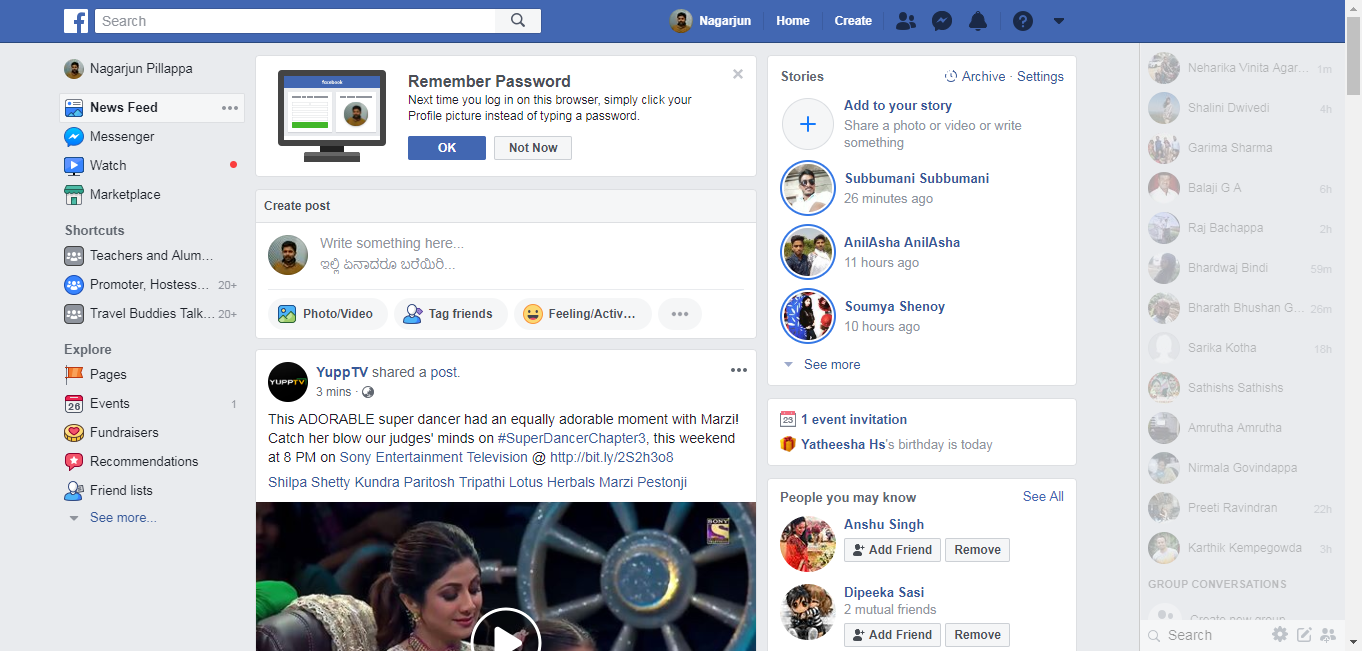 Search
Nagarjun
Home
Create
Nagarjun Pillappa
News Feed
Messenger
Watch
Marketplace
Shortcuts
Teachers and Alum...
Promoter, Hostess... 20+
Travel Buddies Talk... 20+
Explore
Pages
26 Events 1
Fundraisers
Recommendations
Friend lists
See more...
facebook
Remember Password
Next time you log in on this browser, simply click your
Profile picture instead of typing a password.
OK
Not Now
Create post
Write something here...
ಇಲ್ಲಿ ಏನಾದರೂ ಬರೆಯಿರಿ...
Photo/Video
Tag friends
Feeling/Activ...
YUPPTV
YuppTV shared a post.
3 mins ·
This ADORABLE super dancer had an equally adorable moment with Marzi!
Catch her blow our judges' minds on #SuperDancerChapter3, this weekend
at 8 PM on Sony Entertainment Television @ http://bit.ly/2S2h3o8
Shilpa Shetty Kundra Paritosh Tripathi Lotus Herbals Marzi Pestonji
SONY
Stories
Archive · Settings
Add to your story
Share a photo or video or write
something
Subbumani Subbumani
26 minutes ago
AnilAsha AnilAsha
11 hours ago
Soumya Shenoy
10 hours ago
See more
23 1 event invitation
Yatheesha Hs's birthday is today
People you may know
See All
Anshu Singh
Add Friend
Remove
Dipeeka Sasi
2 mutual friends
Add Friend
Remove
Neharika Vinita Agar... 1m
Shalini Dwivedi 4h
Garima Sharma
Balaji G A 6h
Raj Bachappa 2h
Bhardwaj Bindi 59m
Bharath Bhushan G... 26m
Sarika Kotha 18h
Sathishs Sathishs
Amrutha Amrutha
Nirmala Govindappa
Preeti Ravindran 22h
Karthik Kempegowda 3h
GROUP CONVERSATIONS
Create new group
Search